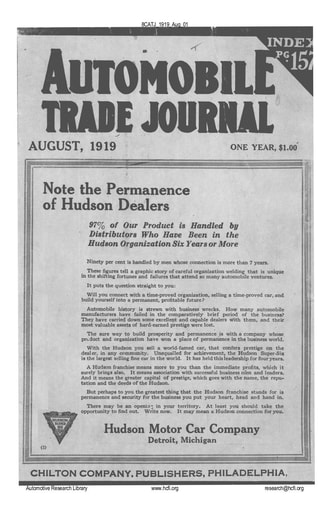 8CATJ_1919_Aug_01
INDEX
PG 157
AUTOMOBILE
TRADE JOURNAL
AUGUST, 1919
ONE YEAR, $1.00
Note the Permanence
of Hudson Dealers
97% of Our Product is Handled by
Distributors Who Have Been in the
Hudson Organization Six Years or More
Ninety per cent is handled by men whose connection is more than 7 years.
These figures tell a graphic story of careful organization welding that is unique
in the shifting fortunes and failures that attend so many automobile ventures.
It puts the question straight to you:
Will you connect with a time-proved organization, selling a time-proved car, and
build yourself into a permanent, profitable future?
Automobile history is strewn with business wrecks. How many automobile
manufacturers have failed in the comparatively brief period of the business?
They have carried down some excellent and capable dealers with them, and the
most valuable assets of hard-earned prestige were lost.
The sure way to build prosperity and permanence is with a company whose
product and organization have won a place of permanence in the business world.
With the Hudson you sell a world-famed car, that confers prestige on the
dealer, in any community. Unequalled for achievement, the Hudson Super-Six
is the largest selling fine car in the world. It has held this leadership for four years.
A Hudson franchise means more to you than the immediate profits, which it
surely brings also. It means association with successful business men and leaders.
And it means the greater capital of prestige, which goes with the name, the repu-
tation and the deeds of the Hudson.
But perhaps to you the greatest thing that the Hudson franchise stands for is
permanence and security for the business you put your heart, head and hand in.
There may be an opening in your territory. At least you should take the
opportunity to find out. Write now. It may mean a Hudson connection for you.
Hudson Motor Car Company
Detroit, Michigan
CHILTON COMPANY, PUBLISHERS, PHILADELPHIA.
Automotive Research Library
www.hcfi.org
research@hcfi.org